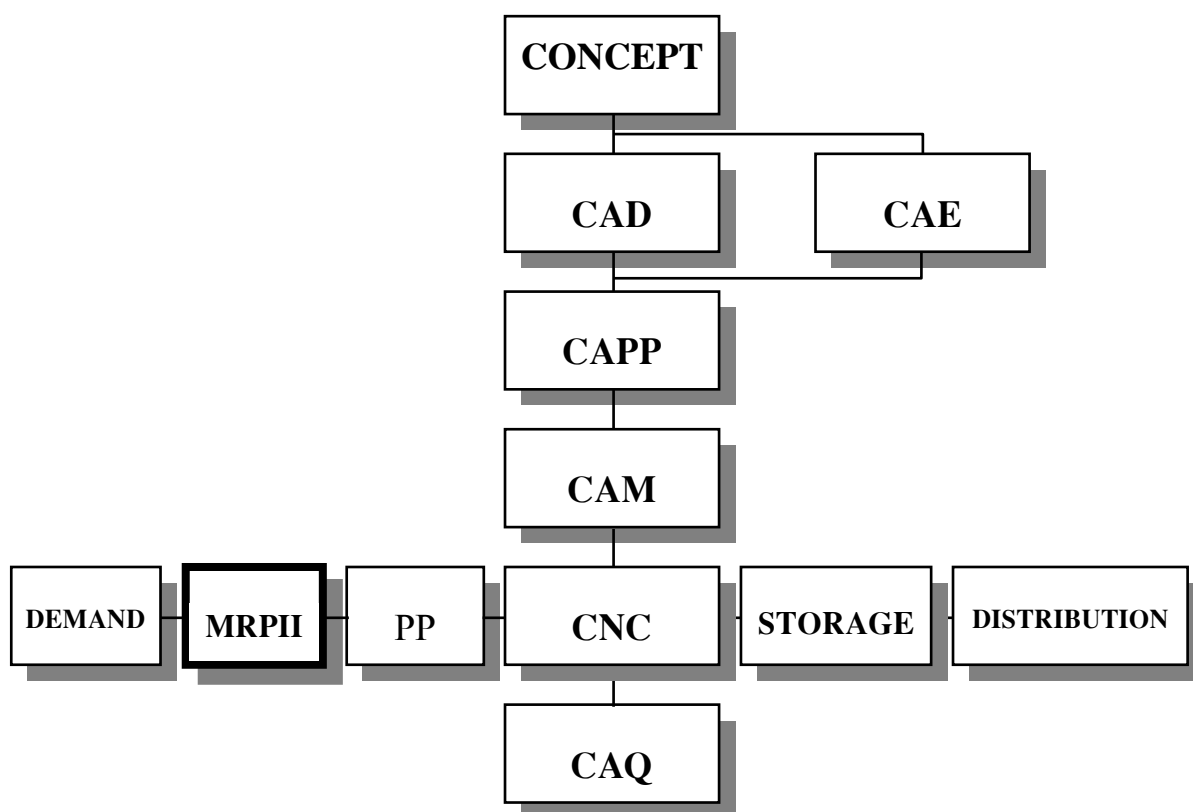 CONCEPT
CAD
CAE
CAPP
CAM
DEMAND
MRPII
PP
CNC
STORAGE
DISTRIBUTION
CAQ